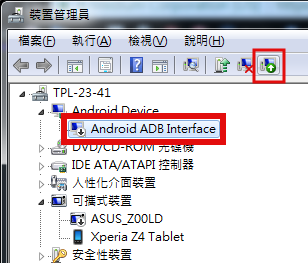 裝置管理員
檔案(F) 執行(A) 檢視(V) 說明(H)
TPL-23-41
Android Device
Android ADB Interface
DVD/CD-ROM 光碟機
IDE ATA/ATAPI 控制器
人性化介面裝置
可攜式裝置
ASUS_Z00LD
Xperia Z4 Tablet
安全性裝置